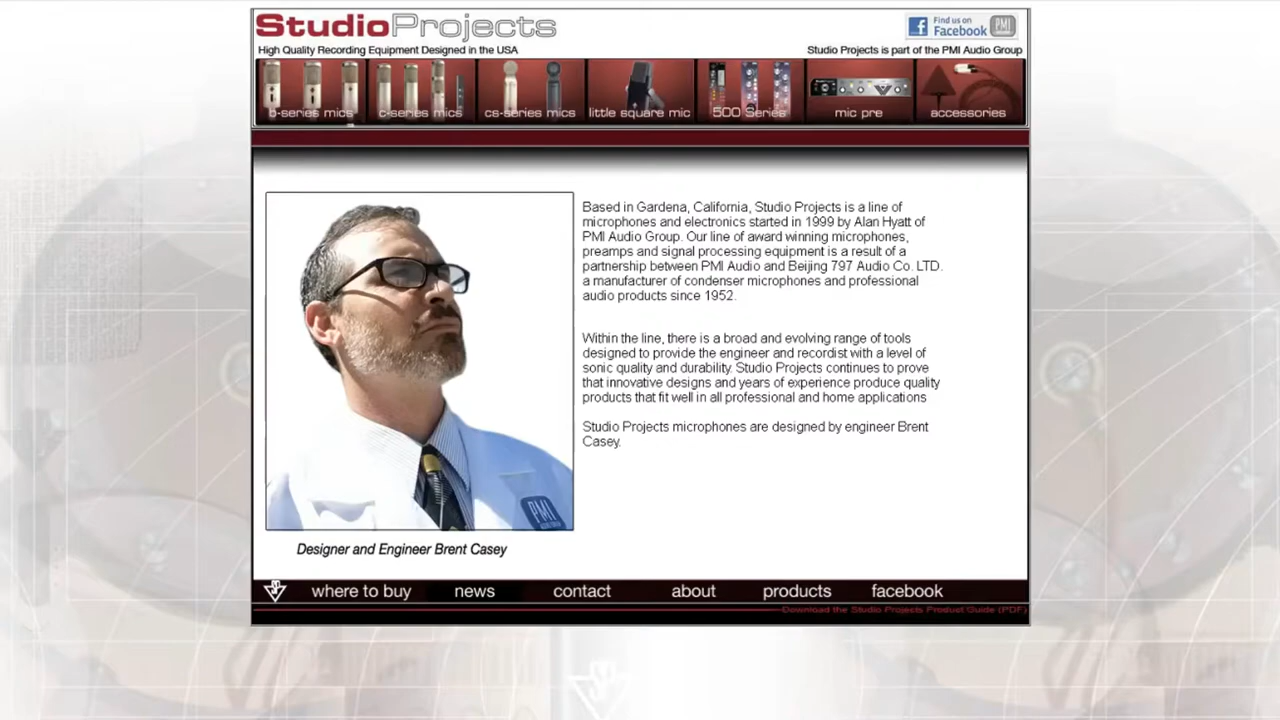 StudioProjects
Find us on
Facebook
PMI
High Quality Recording Equipment Designed in the USA
Studio Projects is part of the PMI Audio Group
b-series mics
c-series mics
cs-series mics
little square mic
500 Series
mic pre
accessories
Based in Gardena, California, Studio Projects is a line of
microphones and electronics started in 1999 by Alan Hyatt of
PMI Audio Group. Our line of award winning microphones,
preamps and signal processing equipment is a result of a
partnership between PMI Audio and Beijing 797 Audio Co. LTD.
a manufacturer of condenser microphones and professional
audio products since 1952.
Within the line, there is a broad and evolving range of tools
designed to provide the engineer and recordist with a level of
sonic quality and durability. Studio Projects continues to prove
that innovative designs and years of experience produce quality
products that fit well in all professional and home applications
Studio Projects microphones are designed by engineer Brent
Casey.
PMI
Designer and Engineer Brent Casey
where to buy
news
contact
about
products
facebook
Download the Studio Projects Product Guide (PDF)